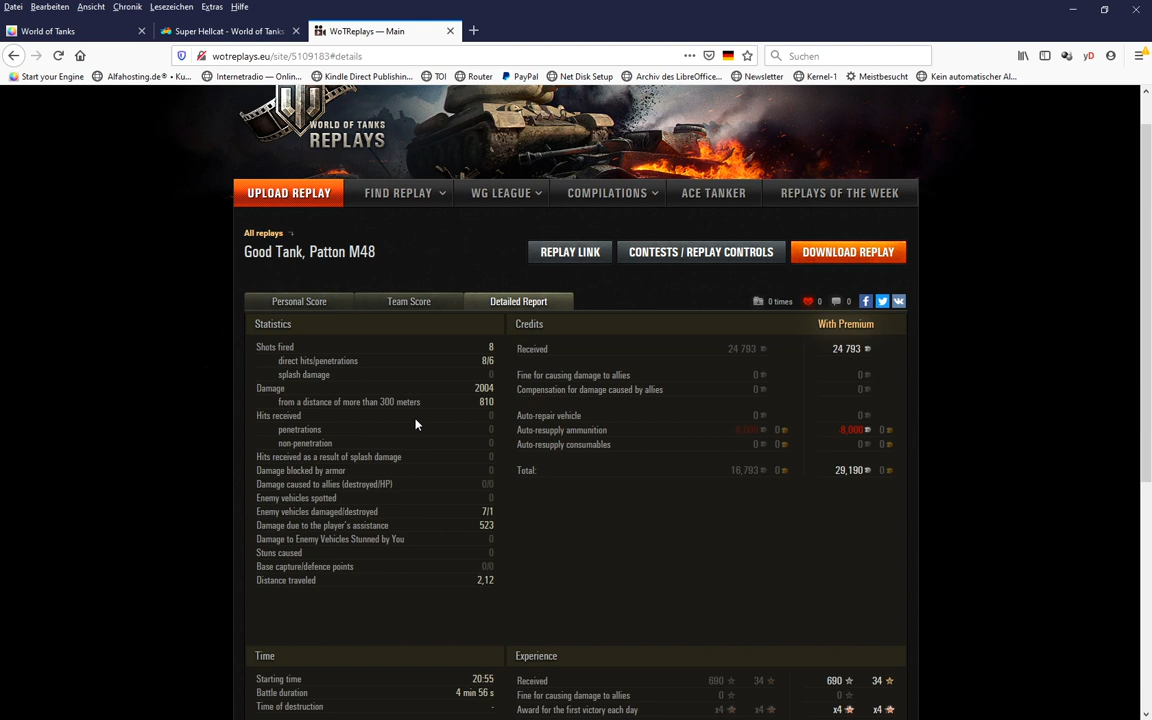 Datei Bearbeiten Ansicht Chronik Lesezeichen Extras Hilfe
World of Tanks Super Hellcat - World of Tanks WoTReplays — Main
wotreplays.eu/site/5109183#details Suchen
Start your Engine Alfahosting.de® • Ku... Internetradio — Onlin... Kindle Direct Publishin... TOI Router PayPal Net Disk Setup Archiv des LibreOffice... Newsletter Kernel-1 Meistbesucht Kein automatischer Al...
WORLD OF TANKS
REPLAYS
UPLOAD REPLAY FIND REPLAY WG LEAGUE COMPILATIONS ACE TANKER REPLAYS OF THE WEEK
All replays
Good Tank, Patton M48 REPLAY LINK CONTESTS / REPLAY CONTROLS DOWNLOAD REPLAY
Personal Score Team Score Detailed Report 0 times 0 0
Statistics Credits With Premium
Shots fired 8 Received 24 793 24 793
direct hits/penetrations 8/6
splash damage 0 Fine for causing damage to allies 0 0
Damage 2004 Compensation for damage caused by allies 0 0
from a distance of more than 300 meters 810
Hits received 0 Auto-repair vehicle 0 0
penetrations 0 Auto-resupply ammunition -8,000 0 -8,000 0
non-penetration 0 Auto-resupply consumables 0 0 0 0
Hits received as a result of splash damage 0
Damage blocked by armor 0 Total: 16,793 0 29,190 0
Damage caused to allies (destroyed/HP) 0/0
Enemy vehicles spotted 0
Enemy vehicles damaged/destroyed 7/1
Damage due to the player's assistance 523
Damage to Enemy Vehicles Stunned by You 0
Stuns caused 0
Base capture/defence points 0/0
Distance traveled 2,12
Time Experience
Starting time 20:55 Received 690 34 690 34
Battle duration 4 min 56 s Fine for causing damage to allies 0 0
Time of destruction - Award for the first victory each day x4 x4 x4 x4